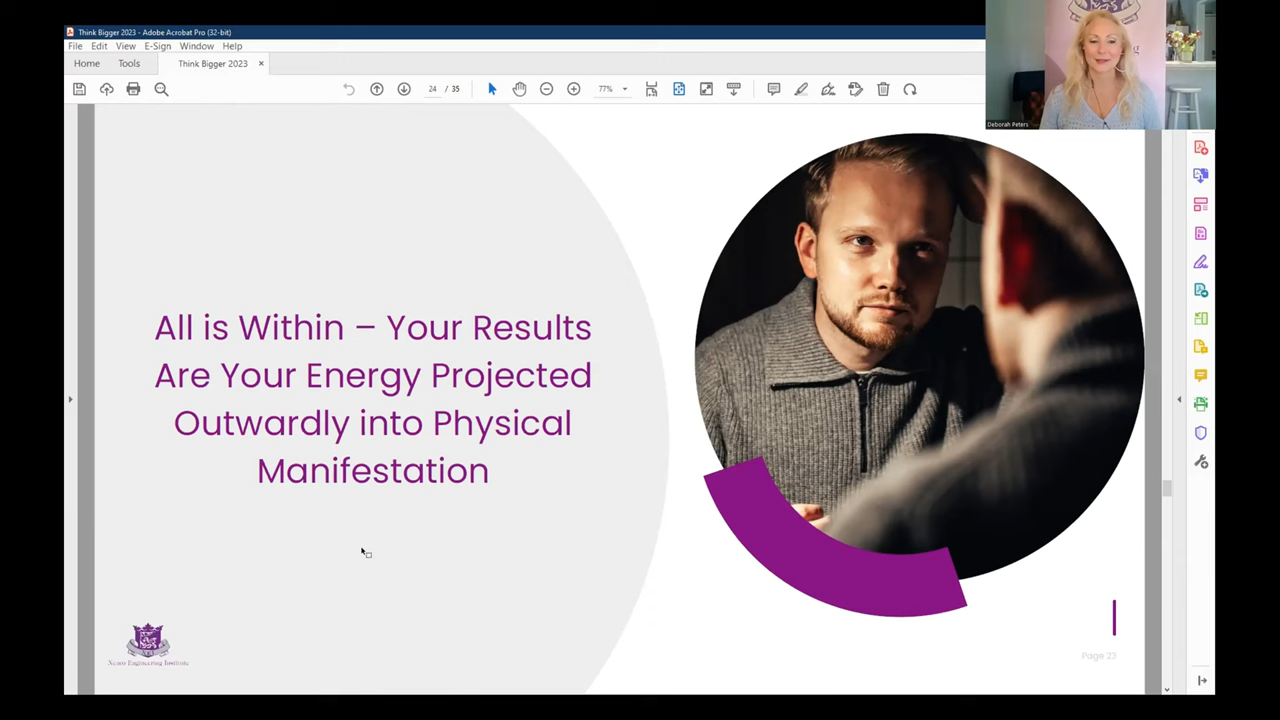 Think Bigger 2023 - Adobe Acrobat Pro (32-bit)
File Edit View E-Sign Window Help
Home Tools Think Bigger 2023 ×
24 / 35 77%
Deborah Peters
All is Within – Your Results
Are Your Energy Projected
Outwardly into Physical
Manifestation
Neuro Engineering Institute
Page 23